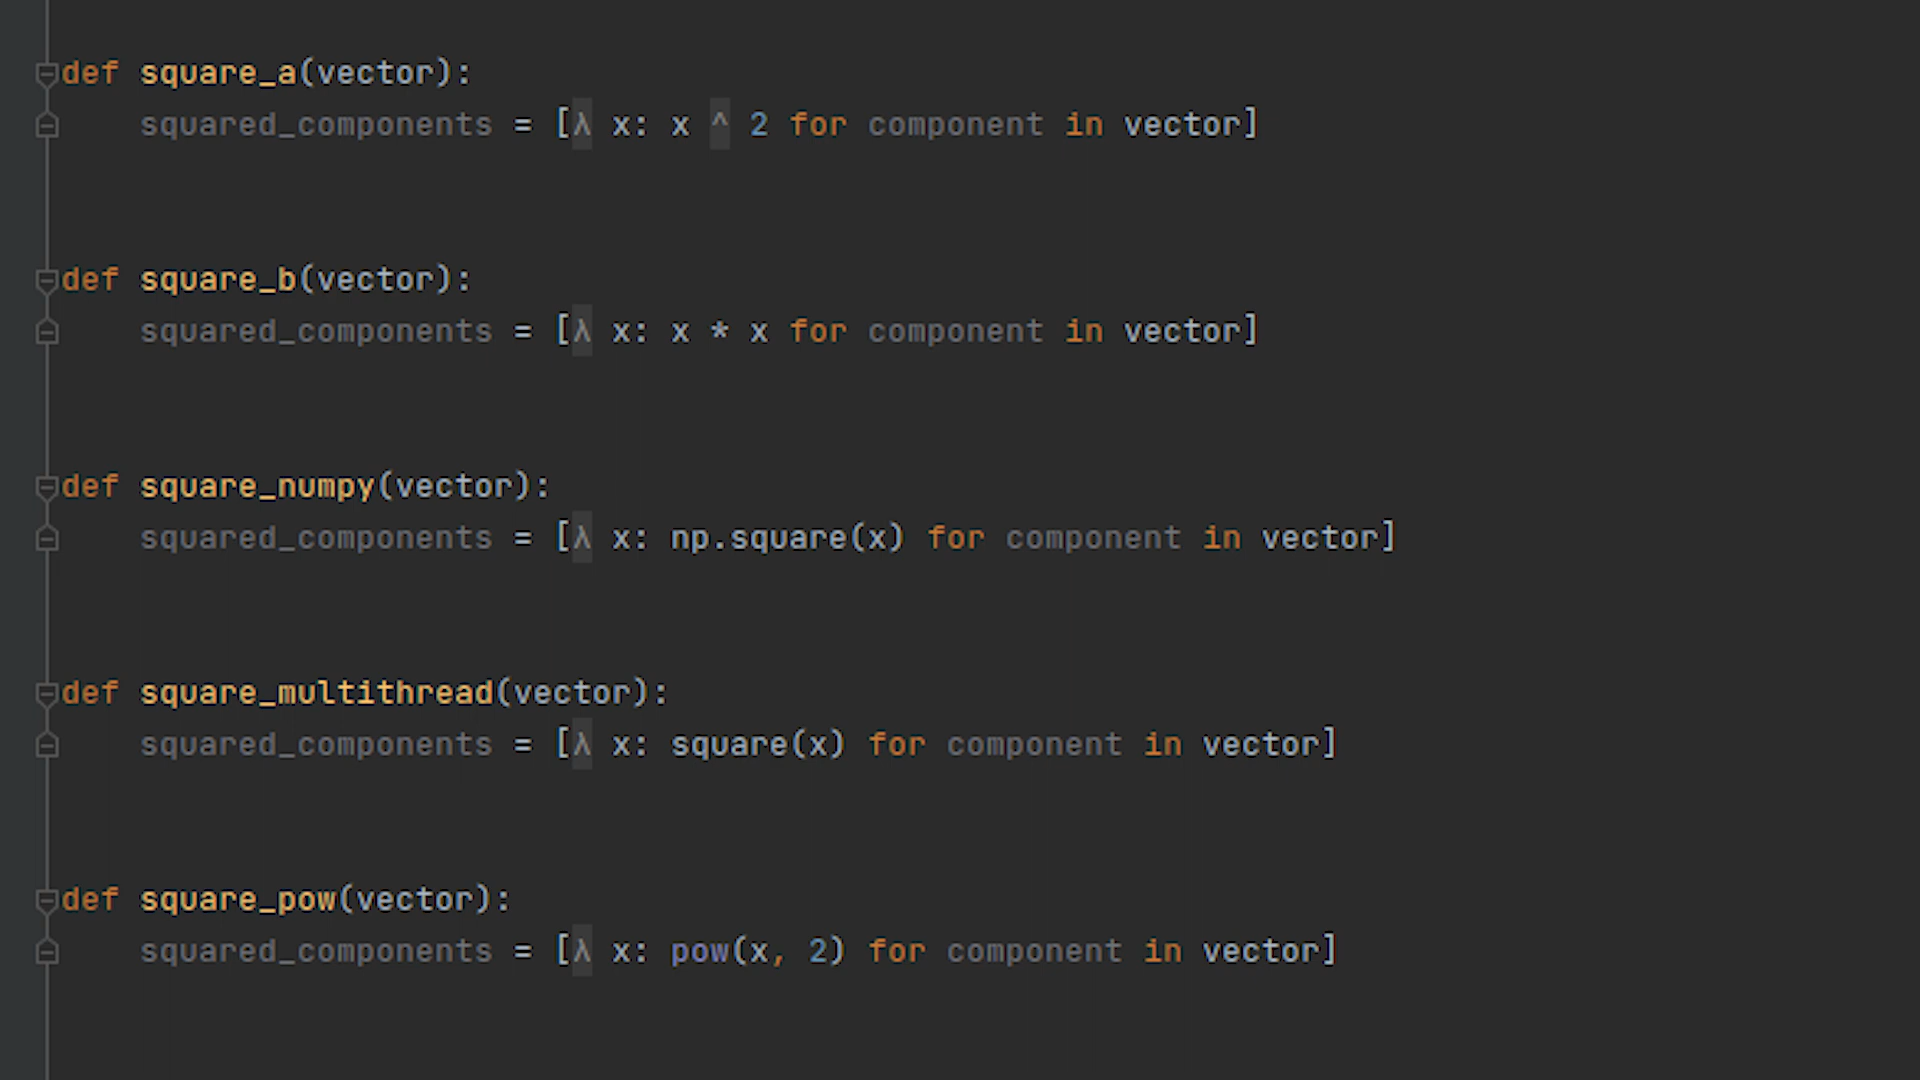 def square_a(vector):
squared_components = [λ x: x ^ 2 for component in vector]
def square_b(vector):
squared_components = [λ x: x * x for component in vector]
def square_numpy(vector):
squared_components = [λ x: np.square(x) for component in vector]
def square_multithread(vector):
squared_components = [λ x: square(x) for component in vector]
def square_pow(vector):
squared_components = [λ x: pow(x, 2) for component in vector]